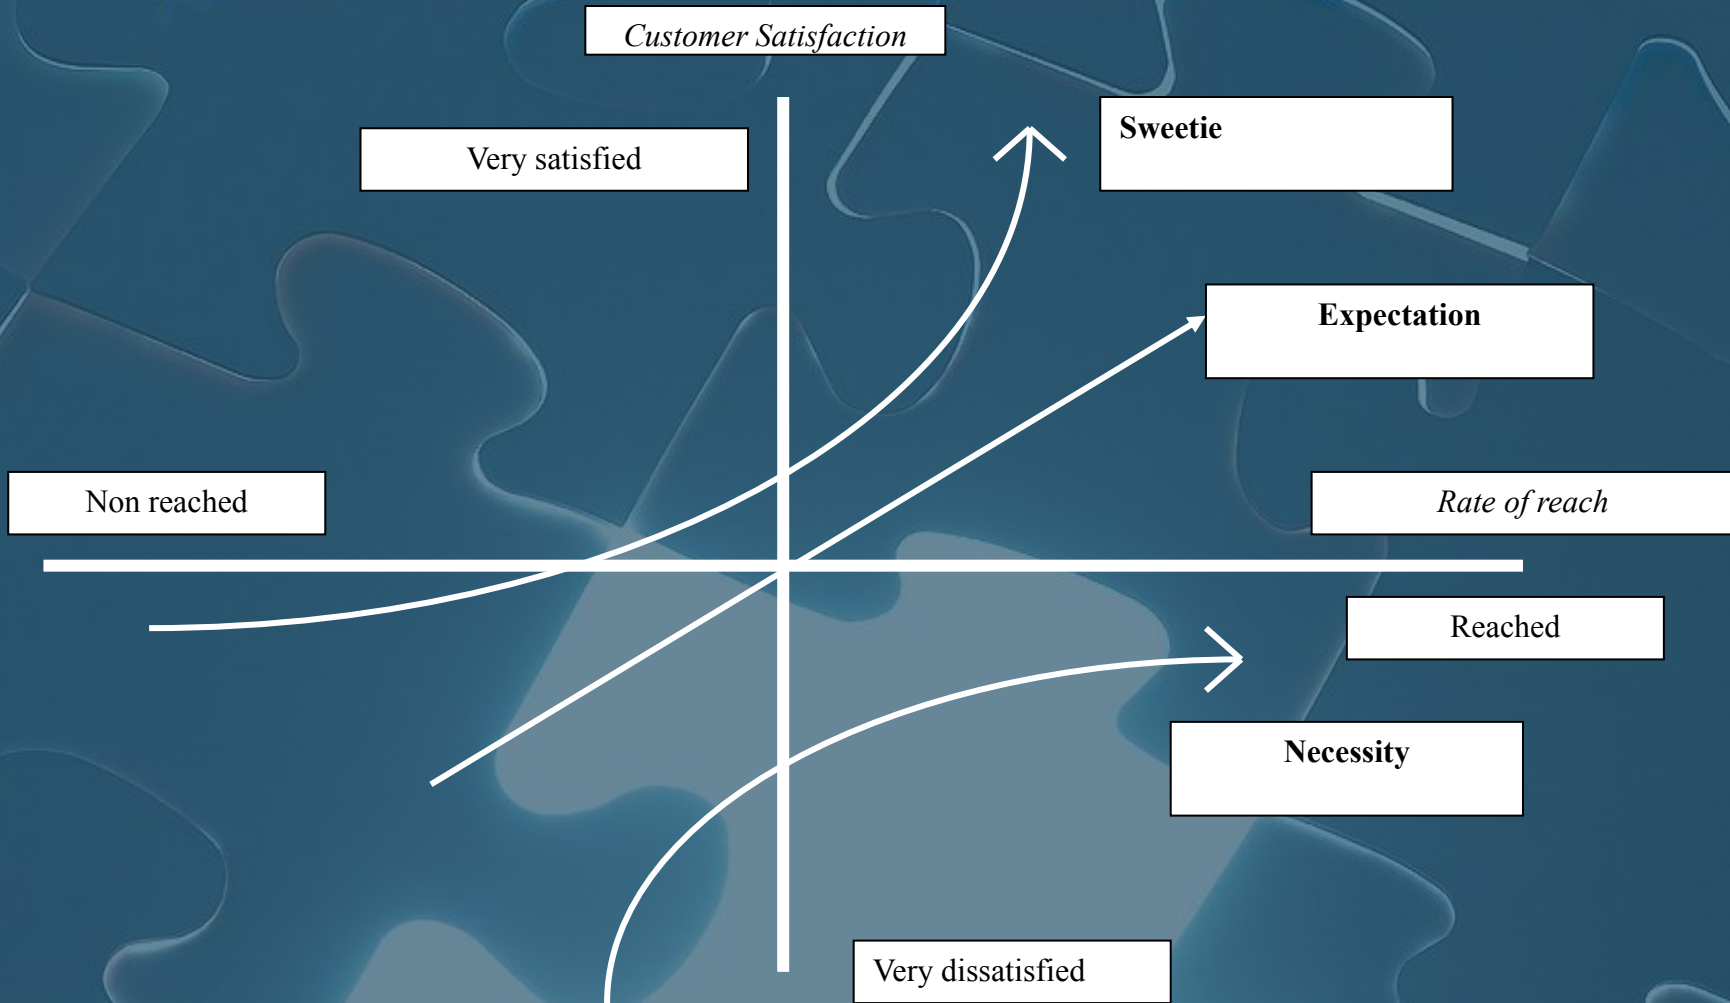 Customer Satisfaction
Sweetie
Very satisfied
Expectation
Non reached
Rate of reach
Reached
Necessity
Very dissatisfied